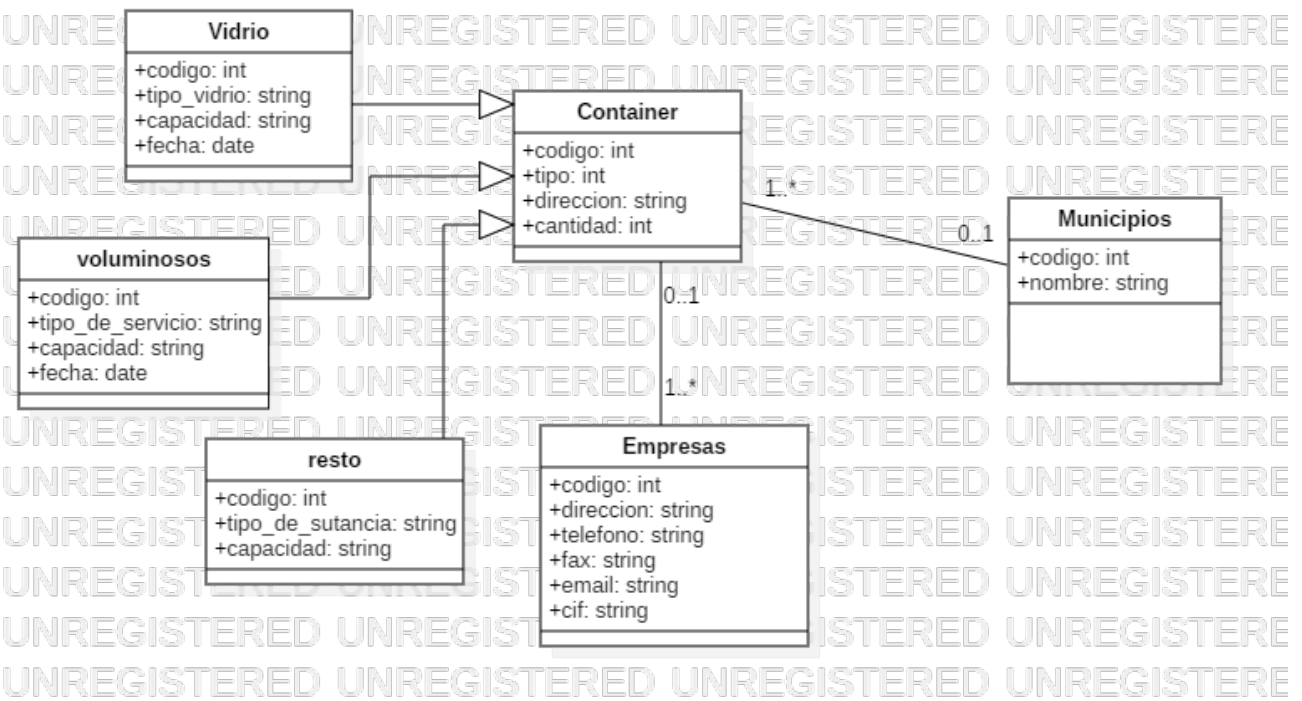 Vidrio
+codigo: int
+tipo_vidrio: string
+capacidad: string
+fecha: date
Container
+codigo: int
+tipo: int
+direccion: string
+cantidad: int
1..*
0..1
Municipios
+codigo: int
+nombre: string
voluminosos
+codigo: int
+tipo_de_servicio: string
+capacidad: string
+fecha: date
0..1
1..*
resto
+codigo: int
+tipo_de_sutancia: string
+capacidad: string
Empresas
+codigo: int
+direccion: string
+telefono: string
+fax: string
+email: string
+cif: string
UNREGISTERED UNREGISTERED UNREGISTERED UNREGISTERE